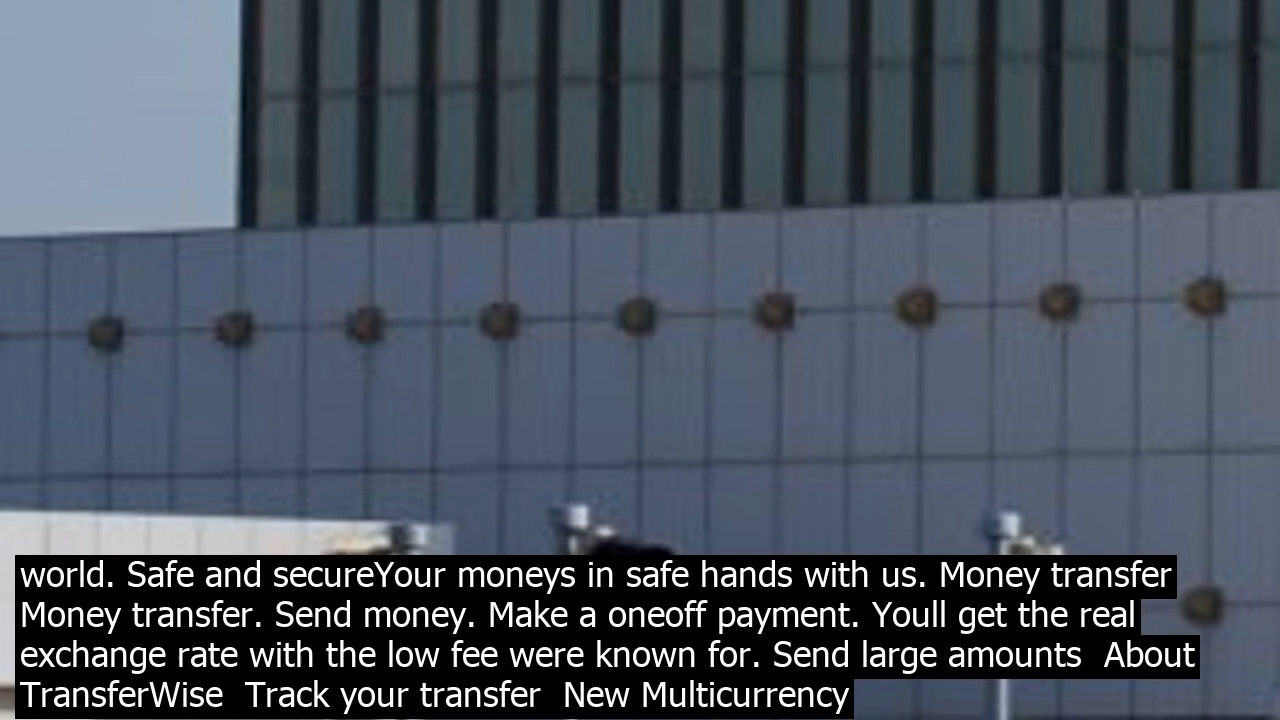 world. Safe and secureYour moneys in safe hands with us. Money transfer
Money transfer. Send money. Make a oneoff payment. Youll get the real
exchange rate with the low fee were known for. Send large amounts  About
TransferWise  Track your transfer  New Multicurrency